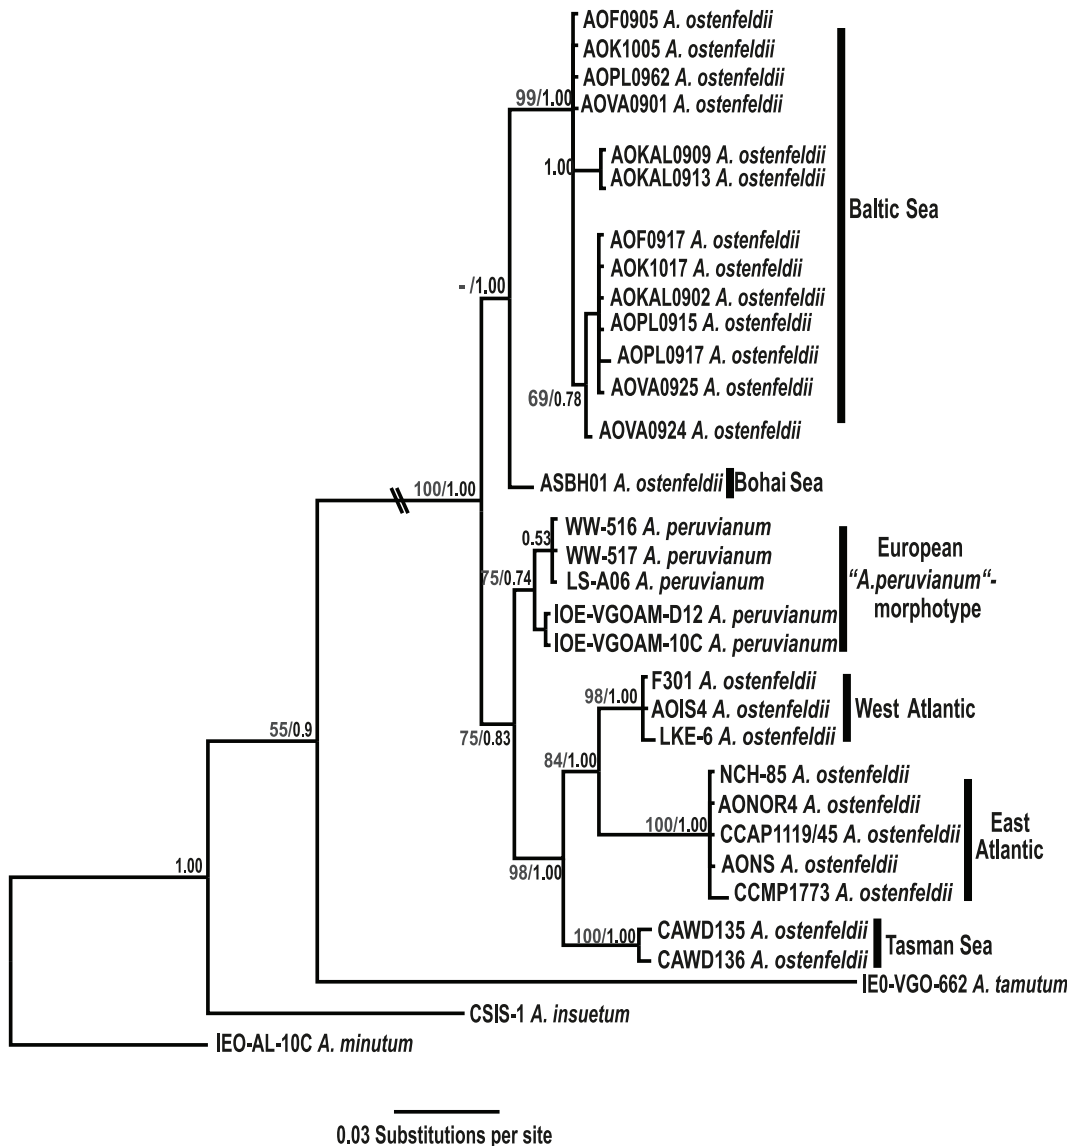 AOF0905 A. ostenfeldii
AOK1005 A. ostenfeldii
AOPL0962 A. ostenfeldii
99/1.00
AOVA0901 A. ostenfeldii
AOKAL0909 A. ostenfeldii
1.00
AOKAL0913 A. ostenfeldii
Baltic Sea
AOF0917 A. ostenfeldii
AOK1017 A. ostenfeldii
- /1.00
AOKAL0902 A. ostenfeldii
AOPL0915 A. ostenfeldii
AOPL0917 A. ostenfeldii
AOVA0925 A. ostenfeldii
69/0.78
AOVA0924 A. ostenfeldii
ASBH01 A. ostenfeldii
Bohai Sea
100/1.00
WW-516 A. peruvianum
0.53
WW-517 A. peruvianum
European
75/0.74
LS-A06 A. peruvianum
“A.peruvianum“-
morphotype
IOE-VGOAM-D12 A. peruvianum
IOE-VGOAM-10C A. peruvianum
F301 A. ostenfeldii
98/1.00
AOIS4 A. ostenfeldii
West Atlantic
55/0.9
75/0.83
LKE-6 A. ostenfeldii
84/1.00
NCH-85 A. ostenfeldii
AONOR4 A. ostenfeldii
100/1.00
CCAP1119/45 A. ostenfeldii
East
Atlantic
1.00
98/1.00
AONS A. ostenfeldii
CCMP1773 A. ostenfeldii
100/1.00
CAWD135 A. ostenfeldii
Tasman Sea
CAWD136 A. ostenfeldii
IE0-VGO-662 A. tamutum
CSIS-1 A. insuetum
IEO-AL-10C A. minutum
0.03 Substitutions per site